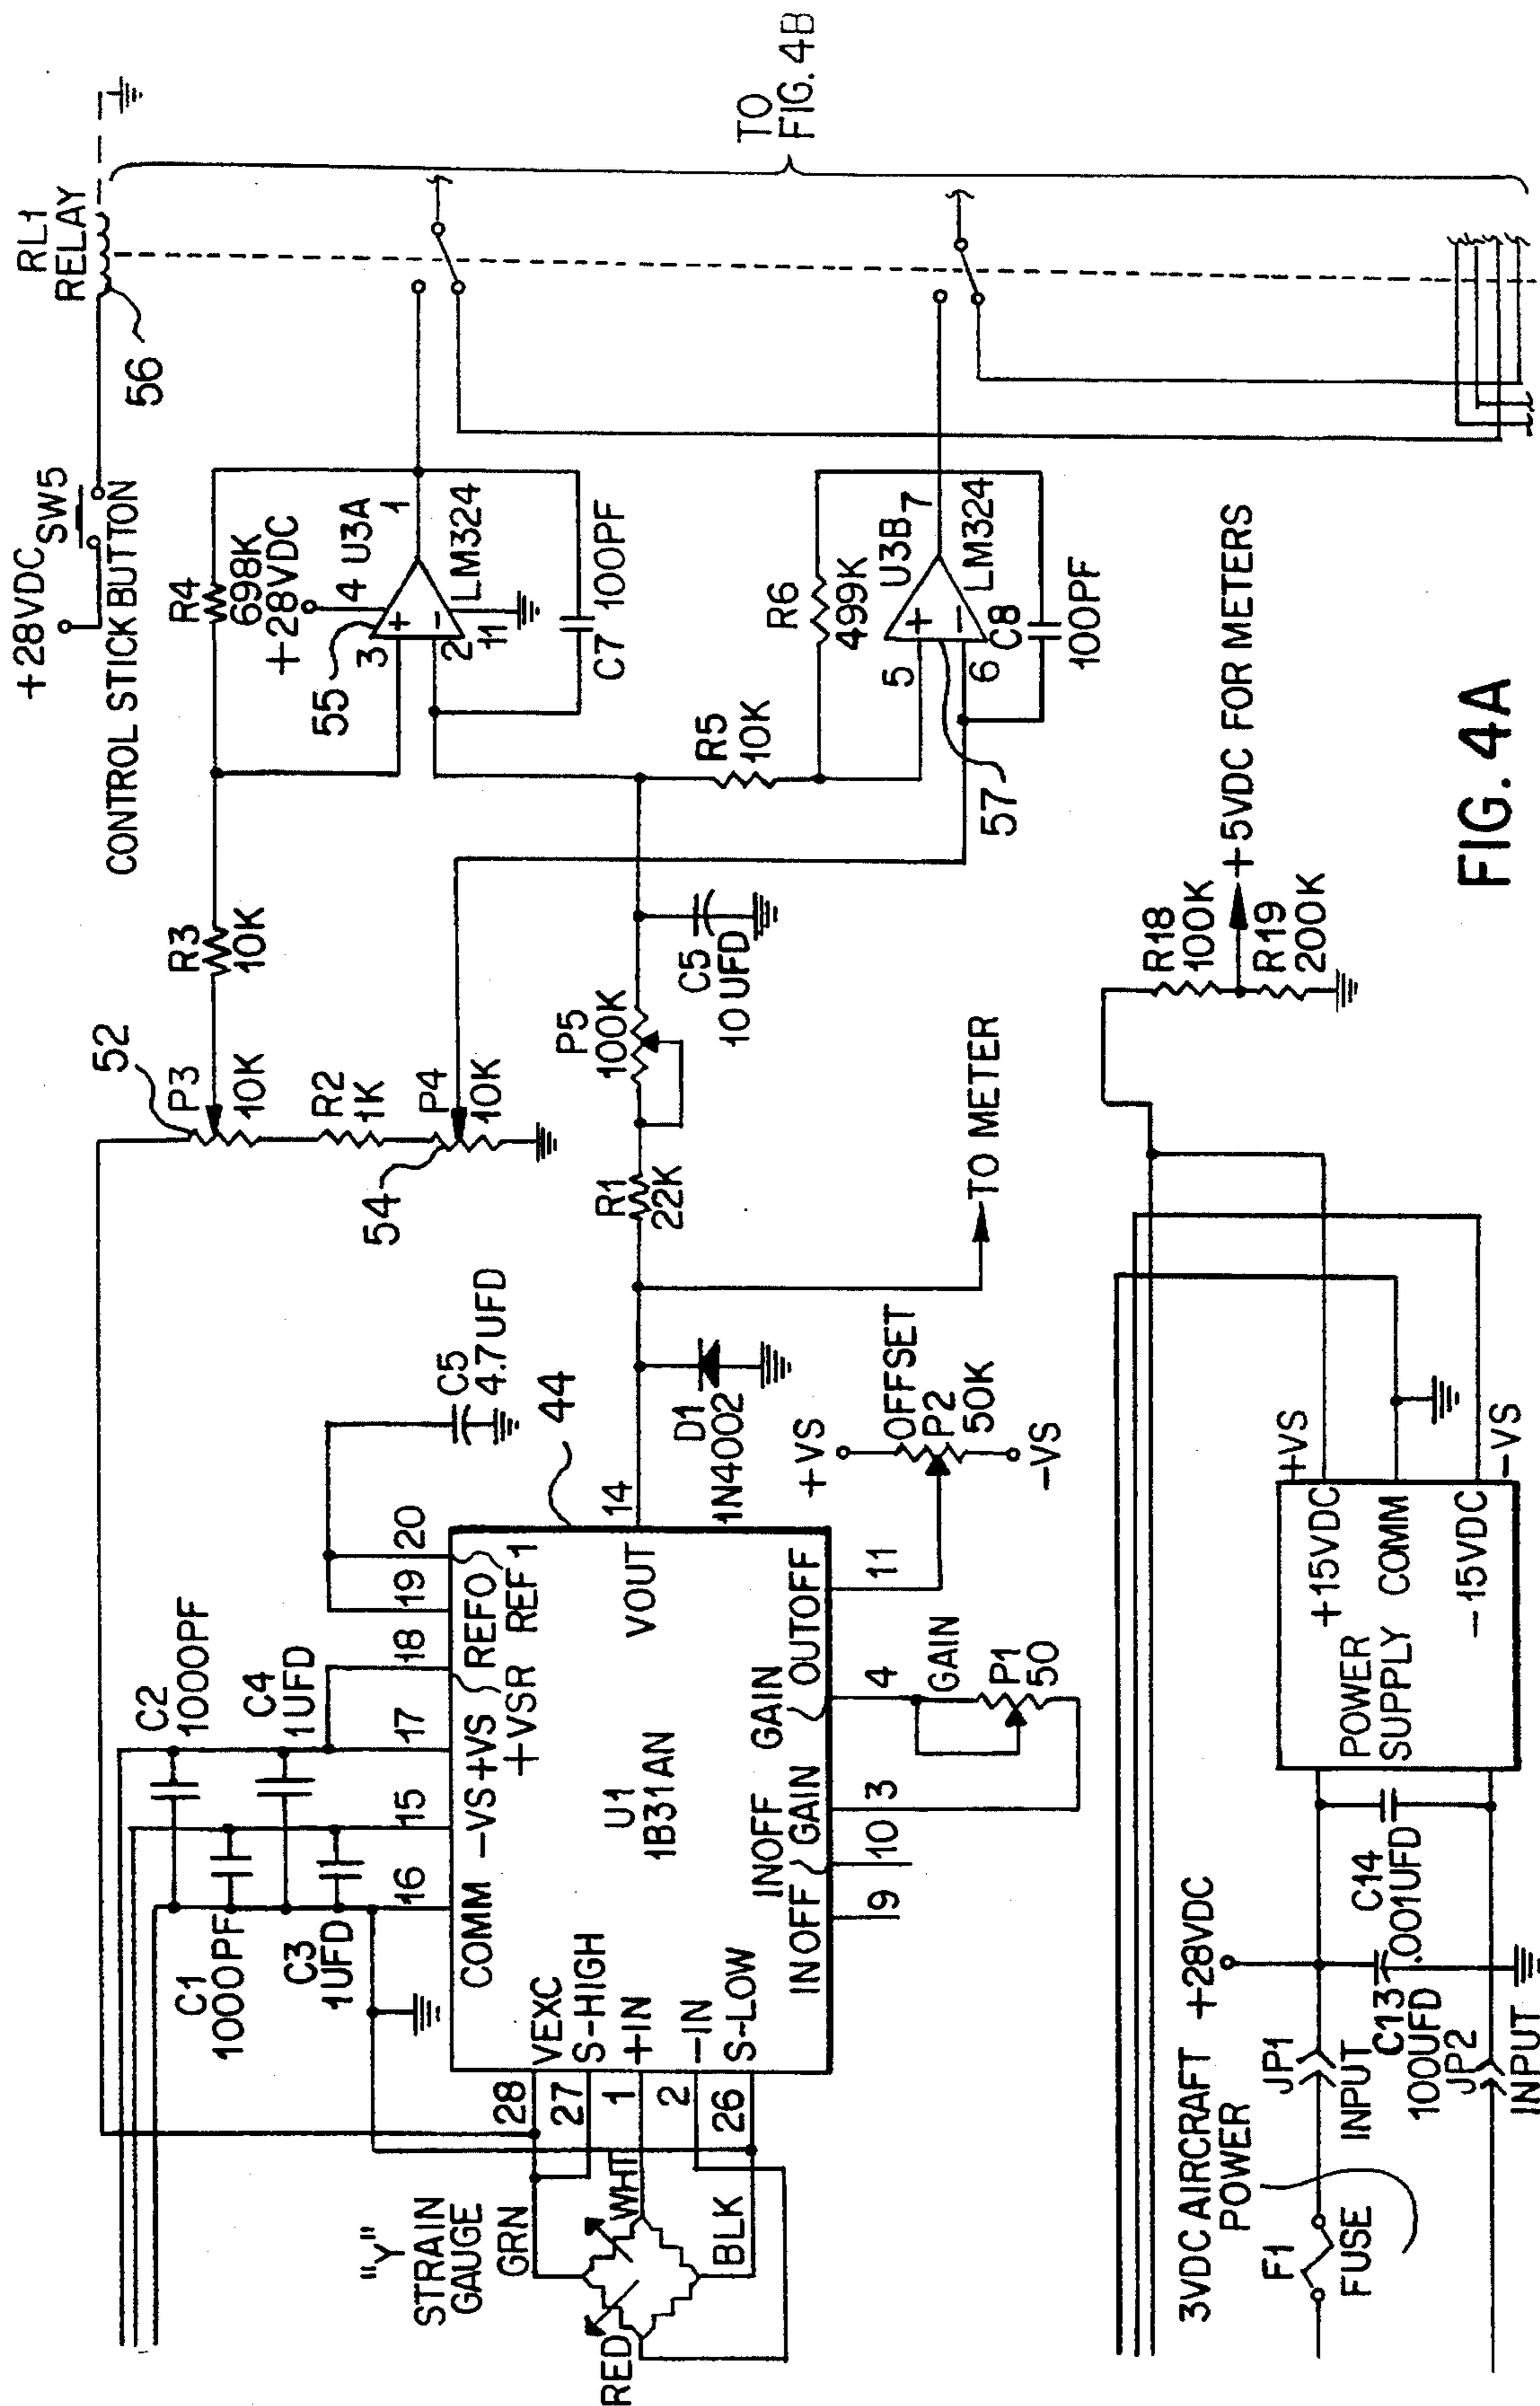 +28VDC
SW5
CONTROL STICK BUTTON
RL1
RELAY
56
TO
FIG. 4B
R4
698K
+28VDC
55
3
4
U3A
1
2
11
LM324
C7
100PF
R3
10K
52
P3
10K
R2
1K
P4
10K
54
R5
10K
R6
499K
5
U3B
7
6
LM324
C8
100PF
57
P5
100K
R1
22K
C5
10UFD
TO METER
C5
4.7UFD
44
D1
1N4002
+VS
OFFSET
P2
50K
-VS
C2
1000PF
C4
1UFD
C1
1000PF
C3
1UFD
16
15
17
18
19
20
COMM
-VS
+VS
+VSR
REFO
REF 1
14
VOUT
U1
1B31AN
VEXC
S-HIGH
+IN
-IN
S-LOW
28
27
1
2
26
INOFF
INOFF
GAIN
GAIN
OUTOFF
9
10
3
4
11
GAIN
P1
50
"Y"
STRAIN
GAUGE
GRN
WHT
RED
BLK
3VDC AIRCRAFT
POWER
+28VDC
F1
FUSE
JP1
INPUT
C13
100UFD
JP2
INPUT
C14
.001UFD
POWER
SUPPLY
+15VDC
COMM
-15VDC
+VS
-VS
R18
100K
+5VDC FOR METERS
R19
200K
FIG. 4A